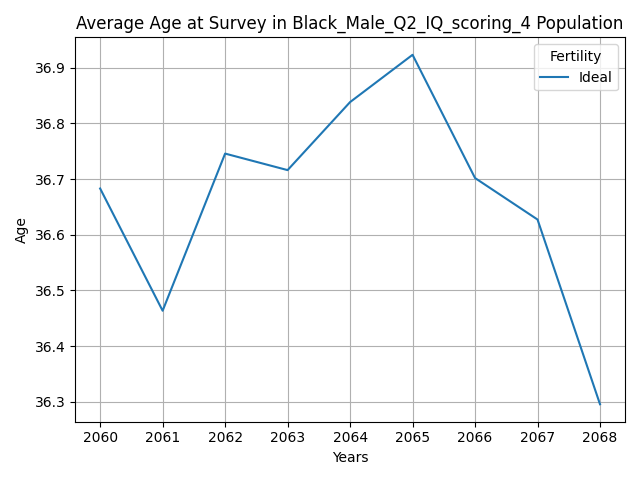 Average Age at Survey in Black_Male_Q2_IQ_scoring_4 Population
Fertility
Ideal
36.9
36.8
36.7
36.6
36.5
36.4
36.3
Age
2060 2061 2062 2063 2064 2065 2066 2067 2068
Years